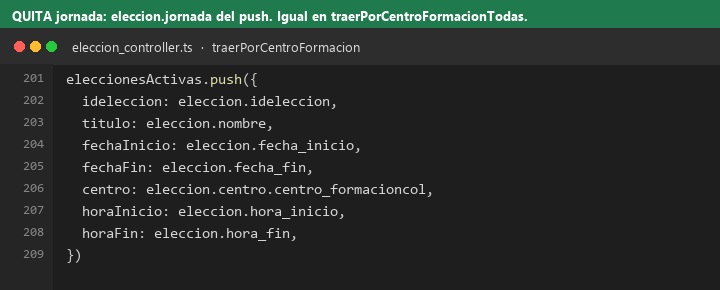 QUITA jornada: eleccion.jornada del push. Igual en traerPorCentroFormacionTodas.
eleccion_controller.ts · traerPorCentroFormacion
201 eleccionesActivas.push({
202 ideleccion: eleccion.ideleccion,
203 titulo: eleccion.nombre,
204 fechaInicio: eleccion.fecha_inicio,
205 fechaFin: eleccion.fecha_fin,
206 centro: eleccion.centro.centro_formacioncol,
207 horaInicio: eleccion.hora_inicio,
208 horaFin: eleccion.hora_fin,
209 })